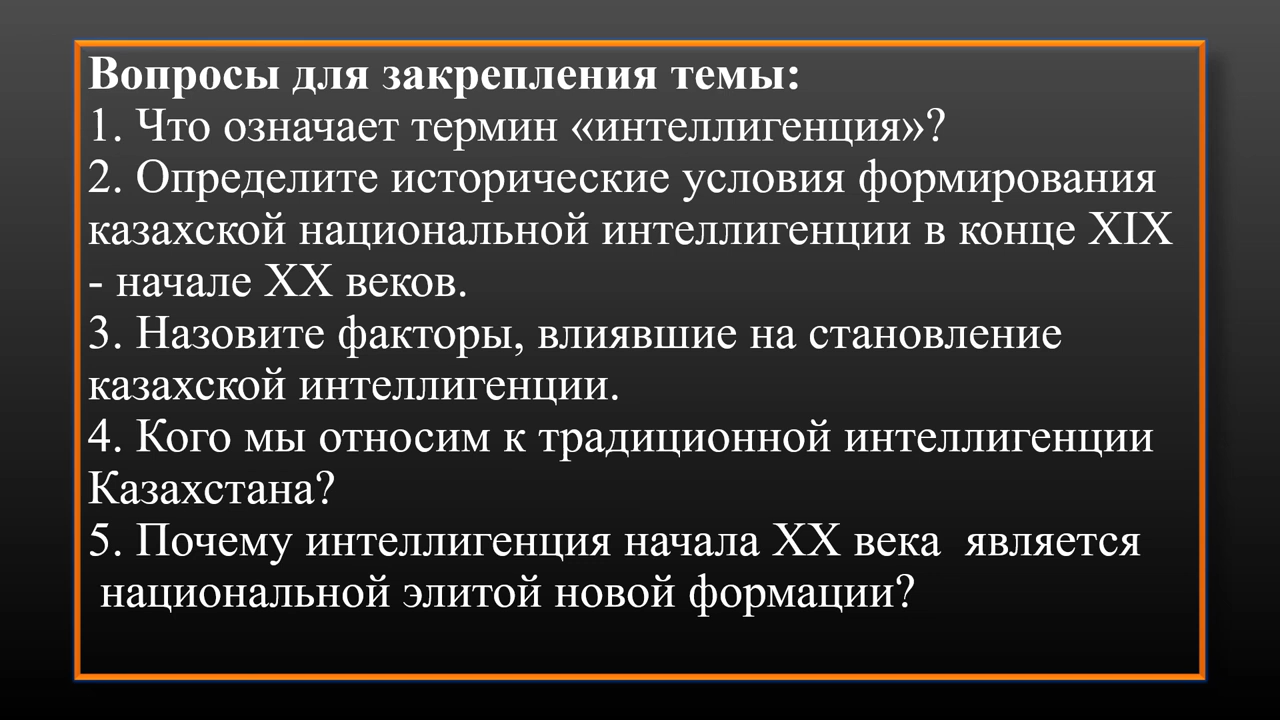 Вопросы для закрепления темы:
1. Что означает термин «интеллигенция»?
2. Определите исторические условия формирования
казахской национальной интеллигенции в конце XIX
- начале XX веков.
3. Назовите факторы, влиявшие на становление
казахской интеллигенции.
4. Кого мы относим к традиционной интеллигенции
Казахстана?
5. Почему интеллигенция начала XX века является
национальной элитой новой формации?